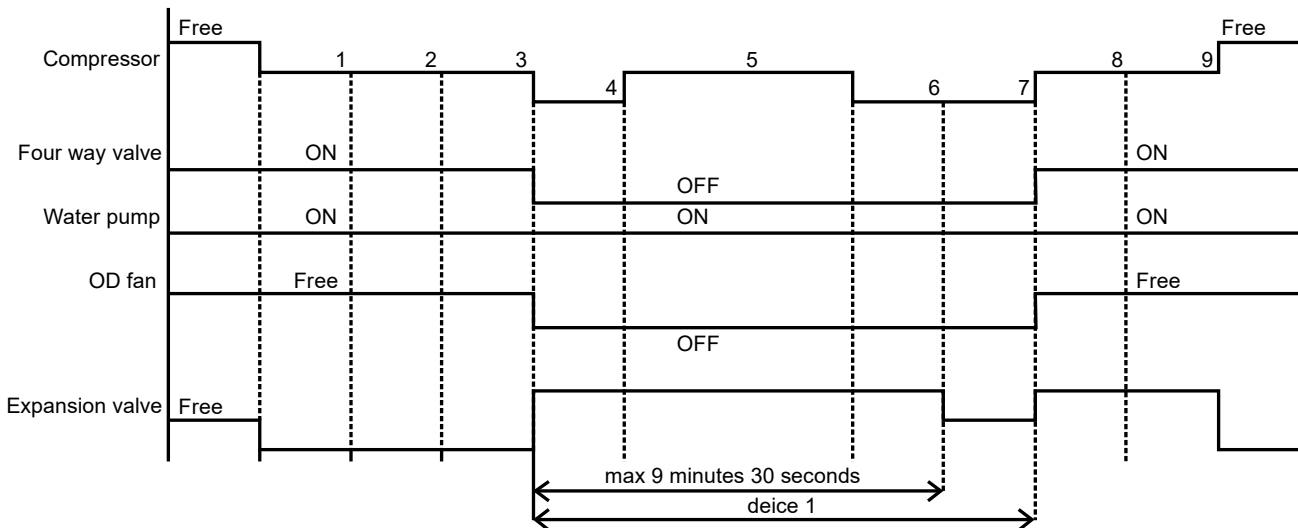 Free
Free
Compressor
1
2
3
4
5
6
7
8
9
Four way valve
ON
OFF
ON
Water pump
ON
ON
ON
OD fan
Free
OFF
Free
Expansion valve
Free
max 9 minutes 30 seconds
deice 1